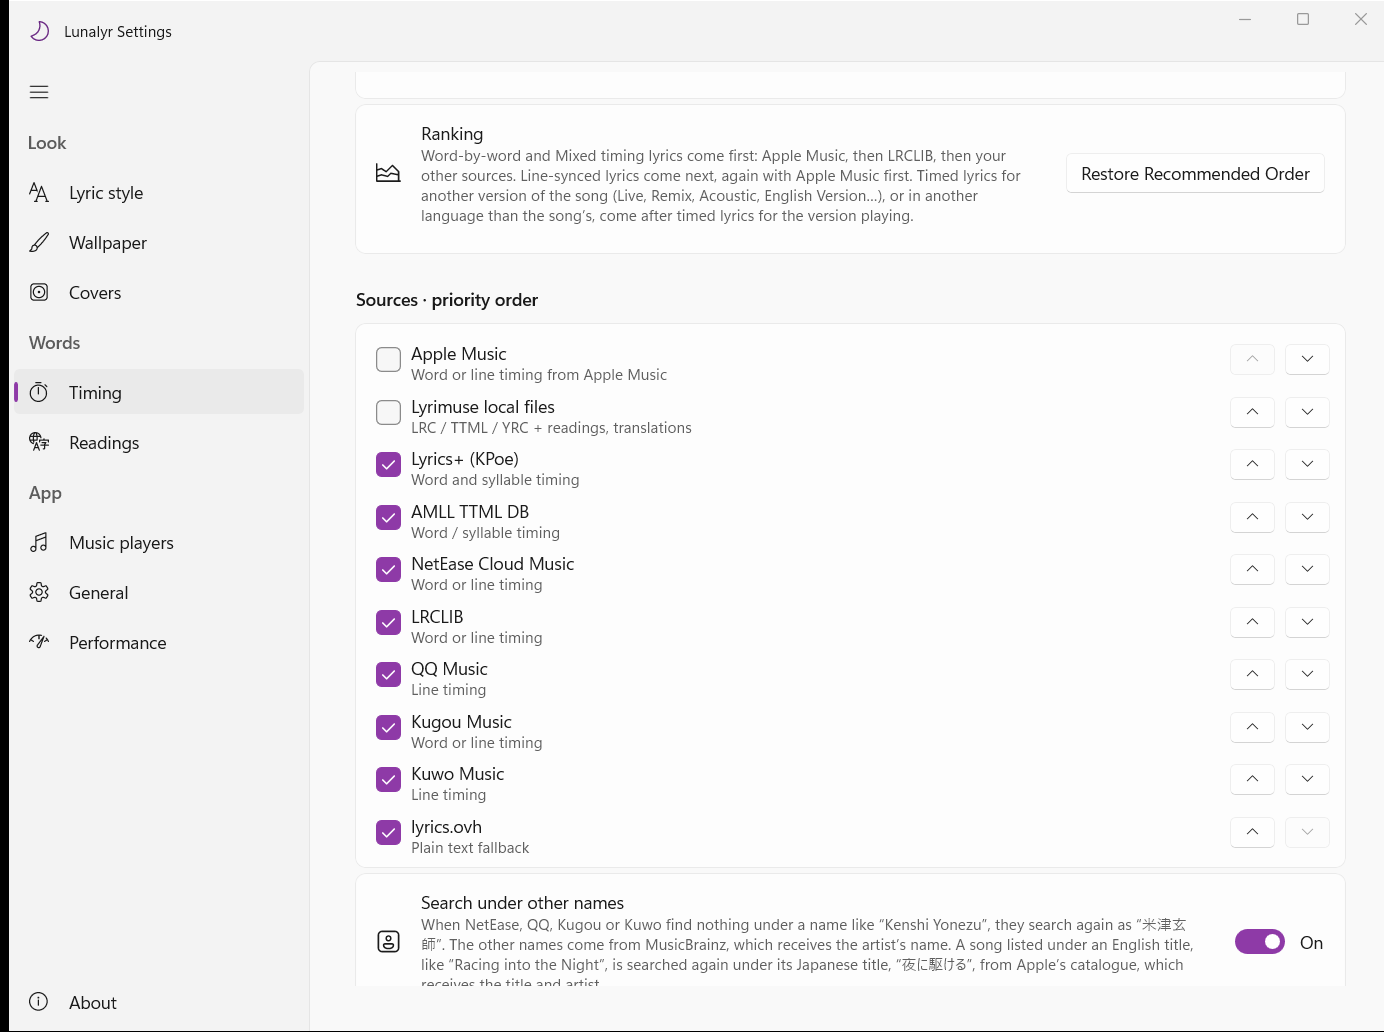 Lunalyr Settings
Look
Lyric style
Wallpaper
Covers
Words
Timing
Readings
App
Music players
General
Performance
About
Ranking
Word-by-word and Mixed timing lyrics come first: Apple Music, then LRCLIB, then your
other sources. Line-synced lyrics come next, again with Apple Music first. Timed lyrics for
another version of the song (Live, Remix, Acoustic, English Version...), or in another
language than the song's, come after timed lyrics for the version playing.
Restore Recommended Order
Sources · priority order
Apple Music
Word or line timing from Apple Music
Lyrimuse local files
LRC / TTML / YRC + readings, translations
Lyrics+ (KPoe)
Word and syllable timing
AMLL TTML DB
Word / syllable timing
NetEase Cloud Music
Word or line timing
LRCLIB
Word or line timing
QQ Music
Line timing
Kugou Music
Word or line timing
Kuwo Music
Line timing
lyrics.ovh
Plain text fallback
Search under other names
When NetEase, QQ, Kugou or Kuwo find nothing under a name like “Kenshi Yonezu”, they search again as “米津玄
師”. The other names come from MusicBrainz, which receives the artist’s name. A song listed under an English title,
like “Racing into the Night”, is searched again under its Japanese title, “夜に駆ける”, from Apple’s catalogue, which
receives the title and artist.
On